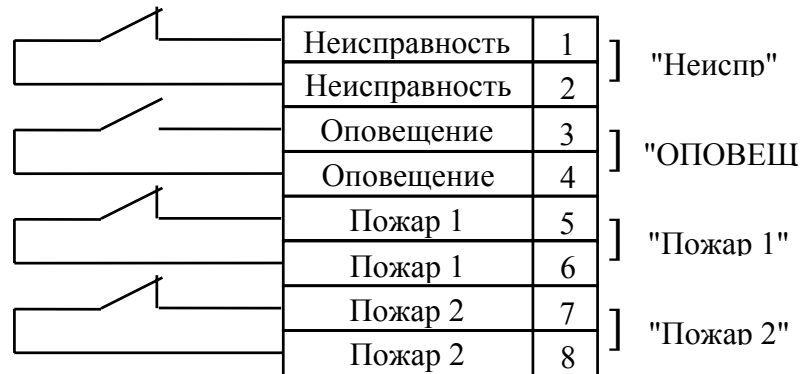 Неисправность 1
Неисправность 2
] "Неиспр"
Оповещение 3
Оповещение 4
] "ОПОВЕЩ
Пожар 1 5
Пожар 1 6
] "Пожар 1"
Пожар 2 7
Пожар 2 8
] "Пожар 2"